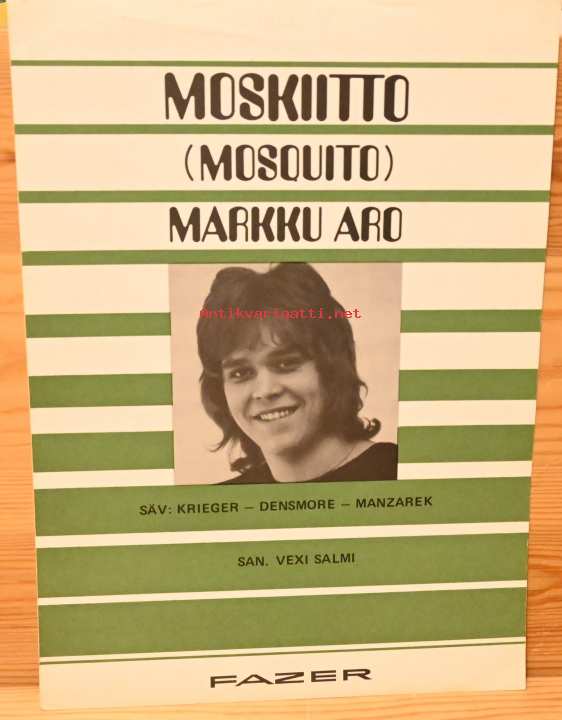 MOSKIITTO
(MOSQUITO)
MARKKU ARO
Antikvariaatti.net
SÄV: KRIEGER – DENSMORE – MANZAREK
SAN. VEXI SALMI
FAZER